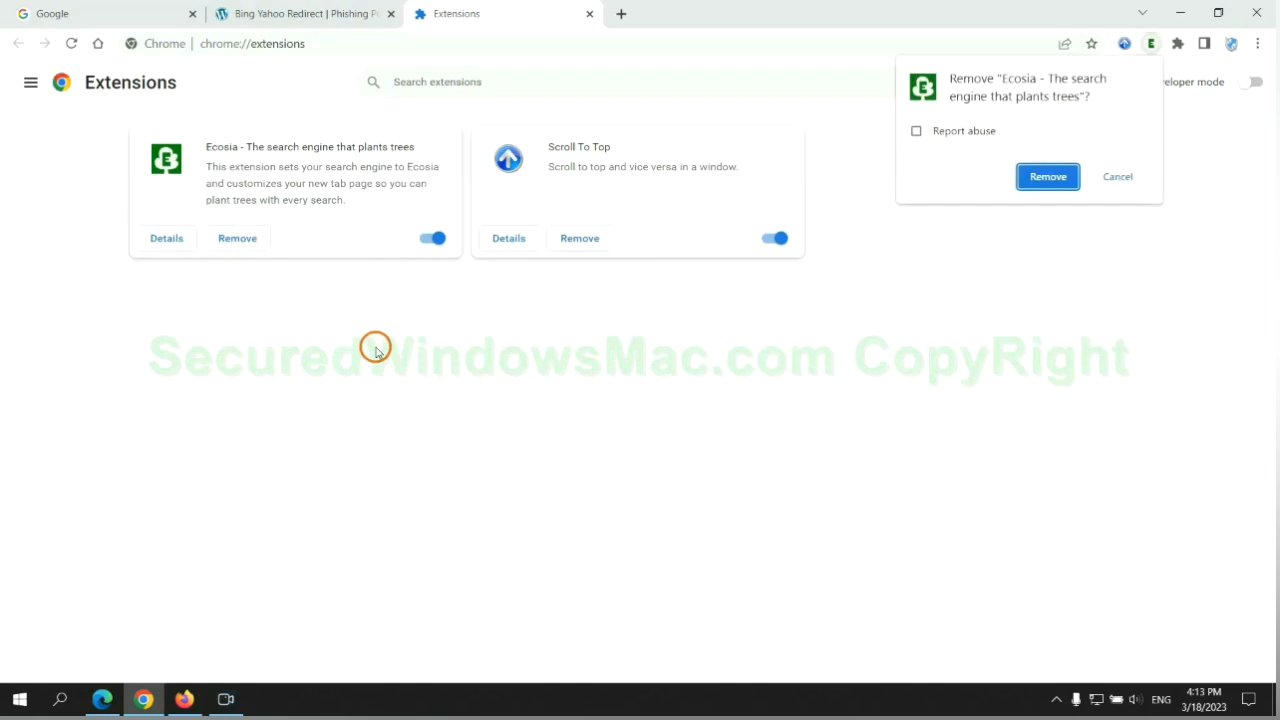 Google
Bing Yahoo Redirect | Phishing P
Extensions
Chrome
chrome://extensions
Extensions
Search extensions
eloper mode
Remove "Ecosia - The search
engine that plants trees"?
Report abuse
Remove
Cancel
Ecosia - The search engine that plants trees
This extension sets your search engine to Ecosia
and customizes your new tab page so you can
plant trees with every search.
Details
Remove
Scroll To Top
Scroll to top and vice versa in a window.
Details
Remove
SecuredWindowsMac.com CopyRight
ENG
4:13 PM
3/18/2023